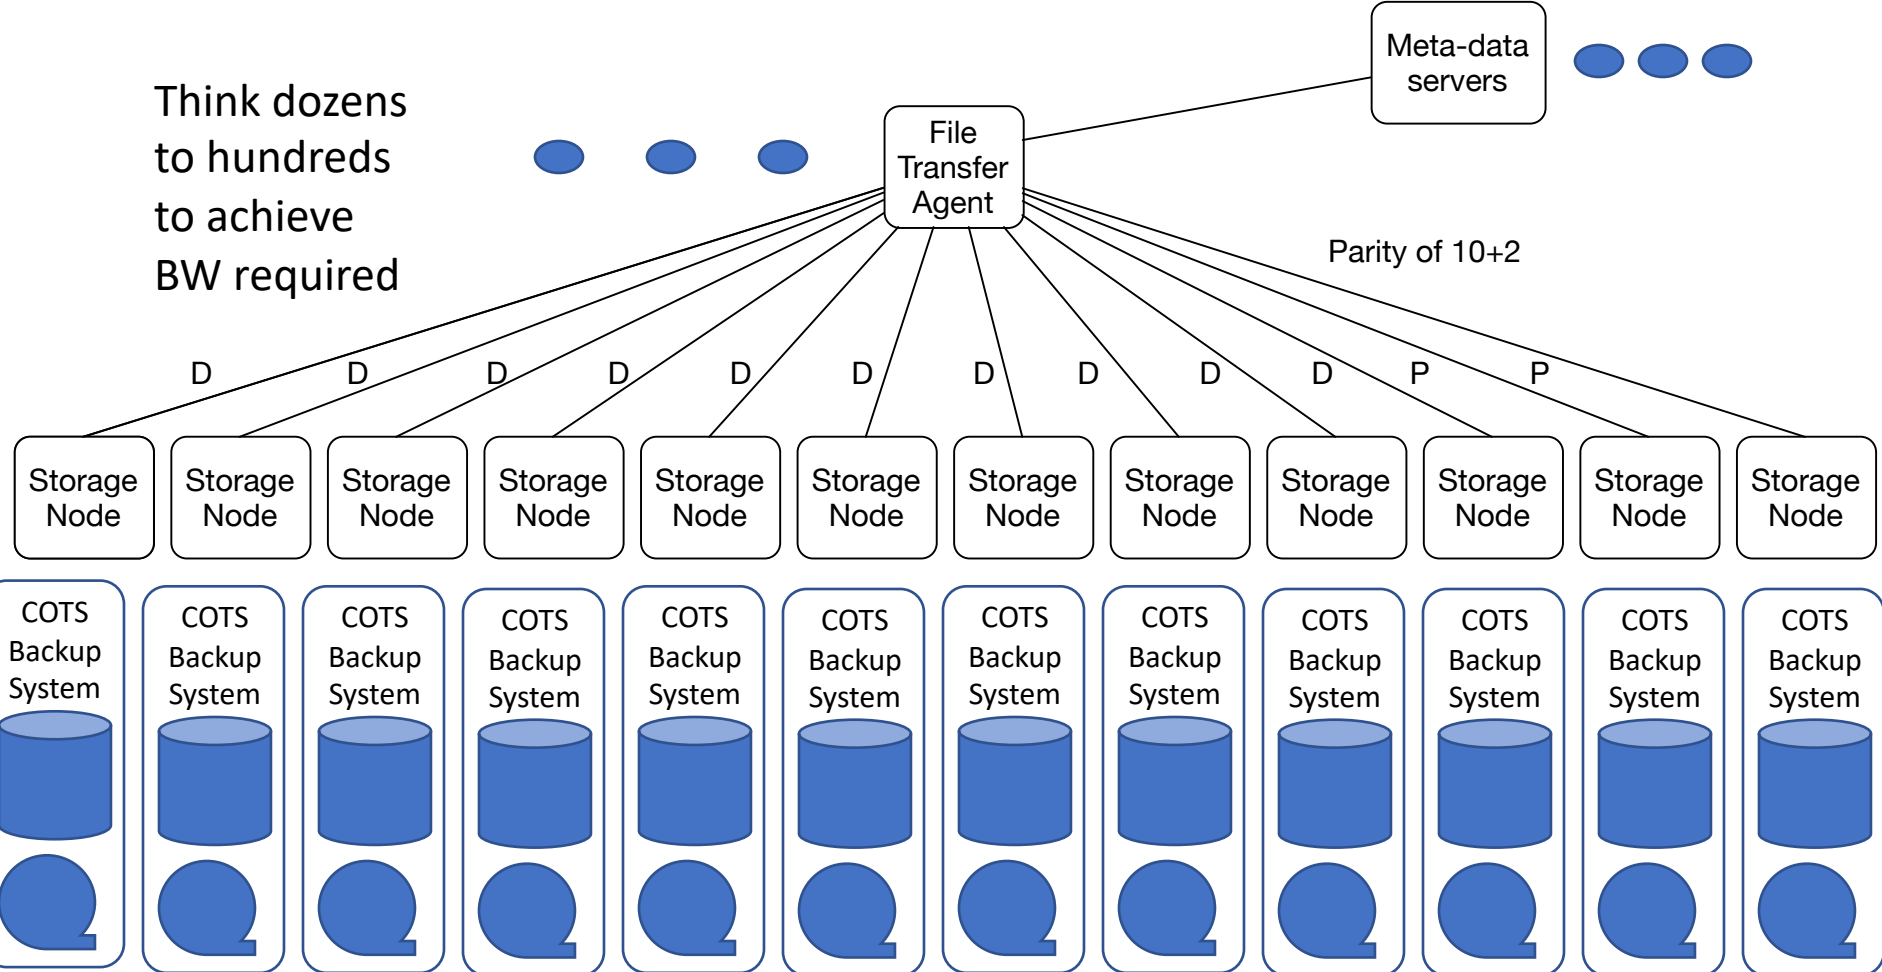 Meta-data
servers
Think dozens
to hundreds
to achieve
BW required
File
Transfer
Agent
Parity of 10+2
D
D
D
D
D
D
D
D
D
D
P
P
Storage
Node
Storage
Node
Storage
Node
Storage
Node
Storage
Node
Storage
Node
Storage
Node
Storage
Node
Storage
Node
Storage
Node
Storage
Node
Storage
Node
COTS
Backup
System
COTS
Backup
System
COTS
Backup
System
COTS
Backup
System
COTS
Backup
System
COTS
Backup
System
COTS
Backup
System
COTS
Backup
System
COTS
Backup
System
COTS
Backup
System
COTS
Backup
System
COTS
Backup
System